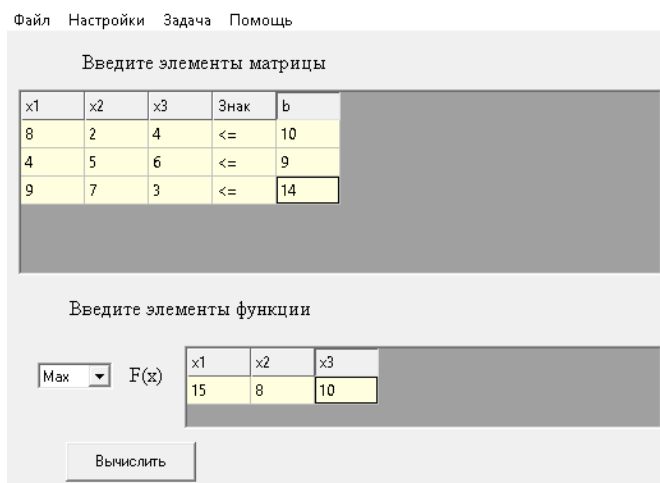 Файл Настройки Задача Помощь
Введите элементы матрицы
x1 x2 x3 Знак b
8 2 4 <= 10
4 5 6 <= 9
9 7 3 <= 14
Введите элементы функции
x1 x2 x3
Max F(x) 15 8 10
Вычислить